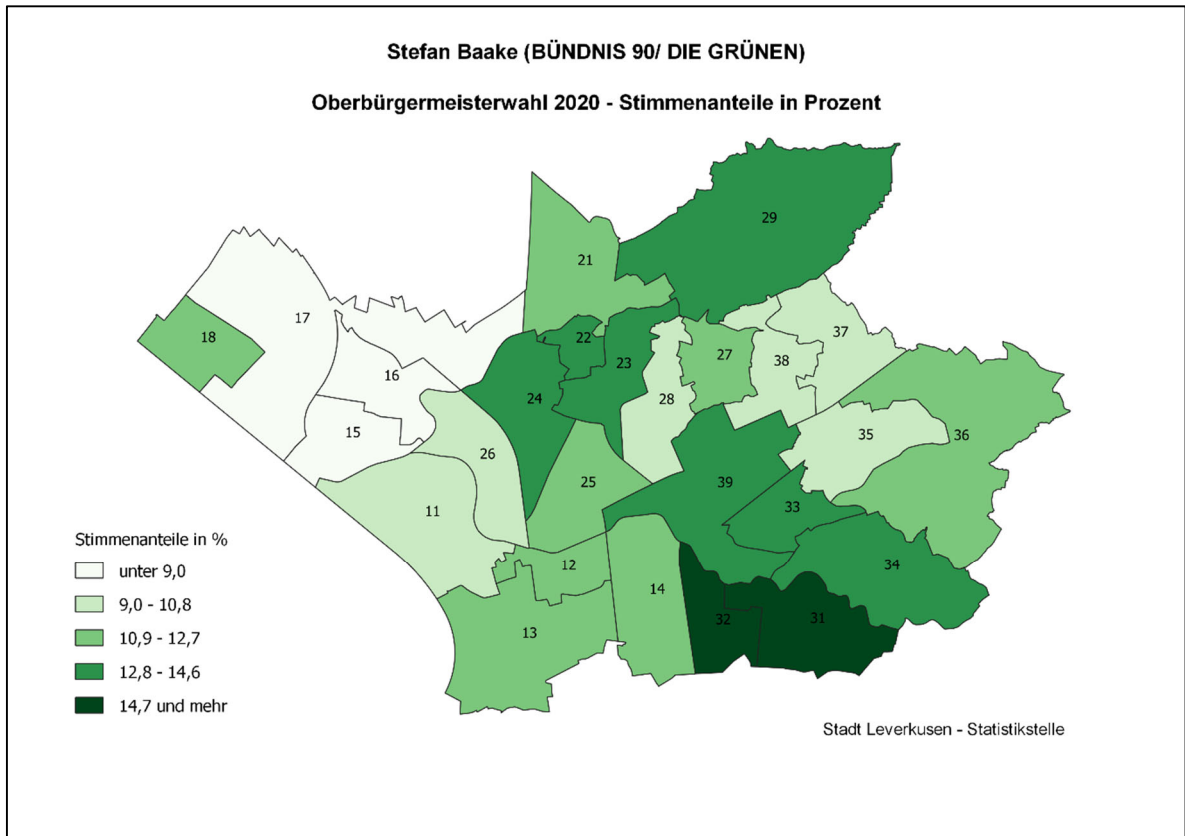 Stefan Baake (BÜNDNIS 90/ DIE GRÜNEN)
Oberbürgermeisterwahl 2020 - Stimmenanteile in Prozent
29
21
17
18
37
22
23
27
38
16
24
28
15
35
36
26
25
39
11
33
12
34
14
32
31
13
Stimmenanteile in %
unter 9,0
9,0 - 10,8
10,9 - 12,7
12,8 - 14,6
14,7 und mehr
Stadt Leverkusen - Statistikstelle